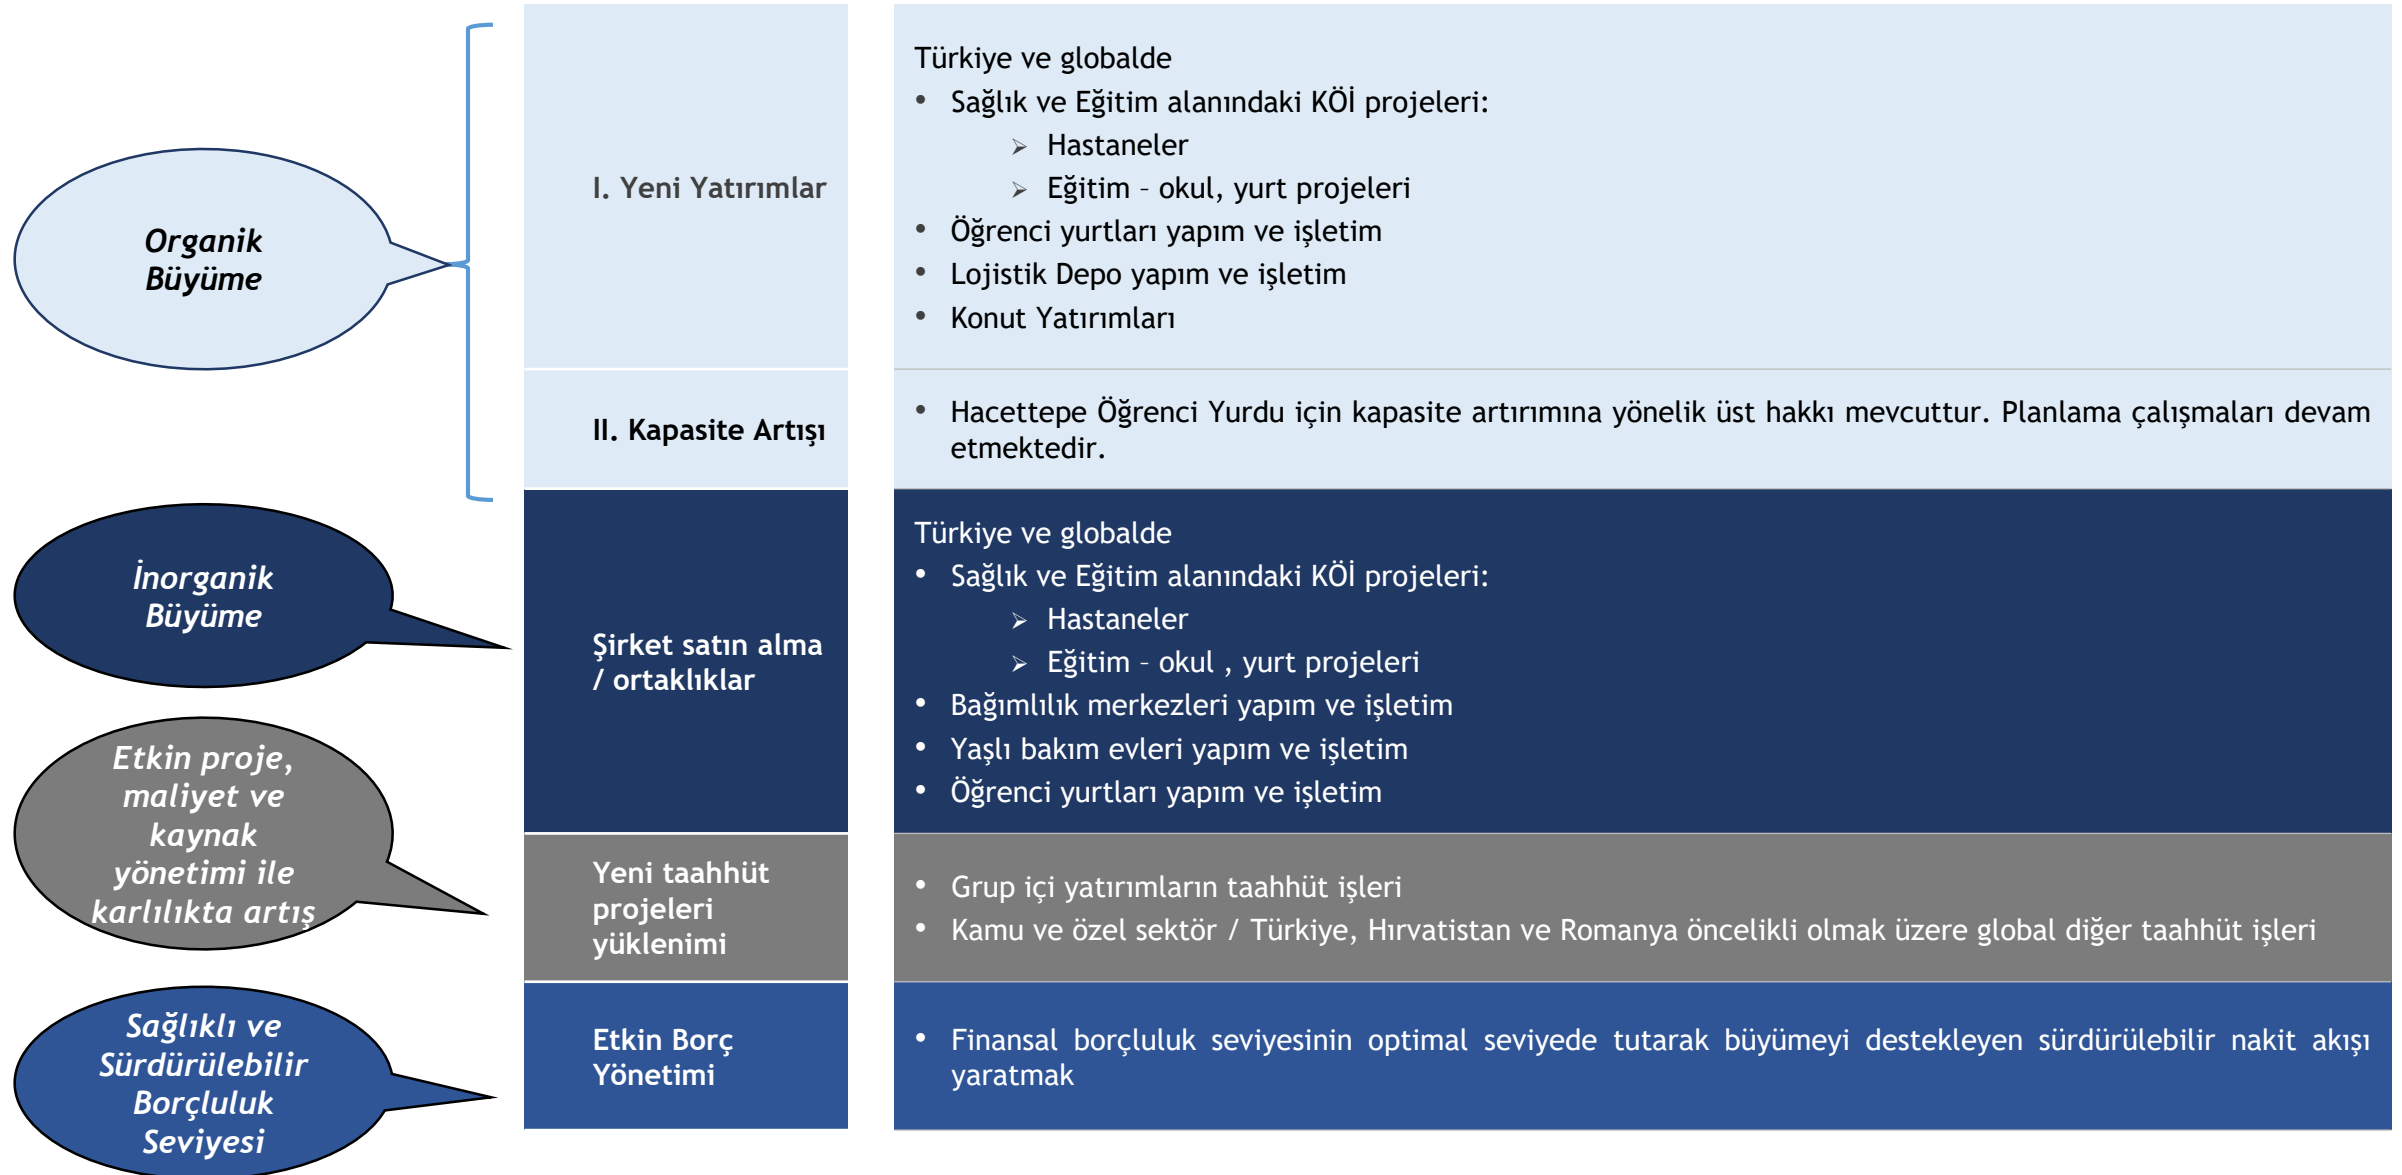 Organik
Büyüme
I. Yeni Yatırımlar
Türkiye ve globalde
• Sağlık ve Eğitim alanındaki KÖİ projeleri:
➢ Hastaneler
➢ Eğitim – okul, yurt projeleri
• Öğrenci yurtları yapım ve işletim
• Lojistik Depo yapım ve işletim
• Konut Yatırımları
II. Kapasite Artışı
• Hacettepe Öğrenci Yurdu için kapasite artırımına yönelik üst hakkı mevcuttur. Planlama çalışmaları devam
etmektedir.
İnorganik
Büyüme
Şirket satın alma
/ ortaklıklar
Türkiye ve globalde
• Sağlık ve Eğitim alanındaki KÖİ projeleri:
➢ Hastaneler
➢ Eğitim – okul , yurt projeleri
• Bağımlılık merkezleri yapım ve işletim
• Yaşlı bakım evleri yapım ve işletim
• Öğrenci yurtları yapım ve işletim
Etkin proje,
maliyet ve
kaynak
yönetimi ile
karlılıkta artış
Yeni taahhüt
projeleri
yüklenimi
• Grup içi yatırımların taahhüt işleri
• Kamu ve özel sektör / Türkiye, Hırvatistan ve Romanya öncelikli olmak üzere global diğer taahhüt işleri
Sağlıklı ve
Sürdürülebilir
Borçluluk
Seviyesi
Etkin Borç
Yönetimi
• Finansal borçluluk seviyesinin optimal seviyede tutarak büyümeyi destekleyen sürdürülebilir nakit akışı
yaratmak